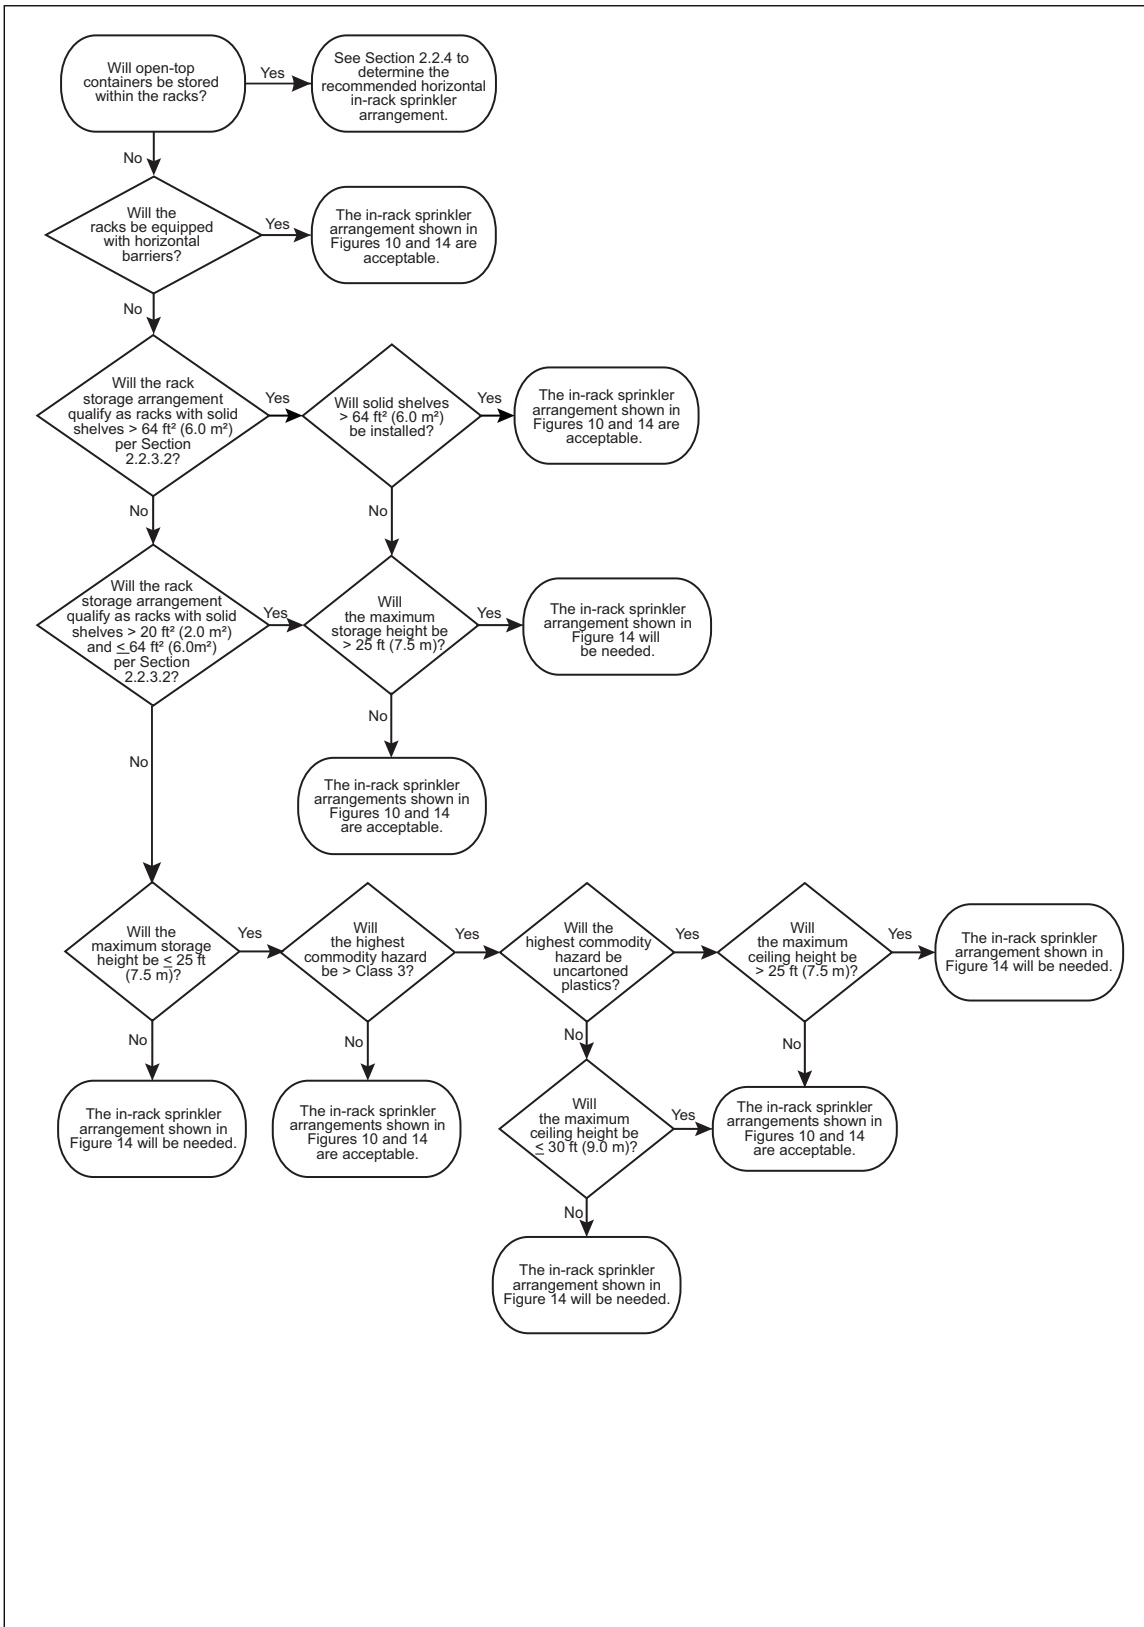 Will open-top
containers be stored
within the racks?
Yes
See Section 2.2.4 to
determine the
recommended horizontal
in-rack sprinkler
arrangement.
No
Will the
racks be equipped
with horizontal
barriers?
Yes
The in-rack sprinkler
arrangement shown in
Figures 10 and 14 are
acceptable.
No
Will the rack
storage arrangement
qualify as racks with solid
shelves > 64 ft² (6.0 m²)
per Section
2.2.3.2?
Yes
Will solid shelves
> 64 ft² (6.0 m²)
be installed?
Yes
The in-rack sprinkler
arrangement shown in
Figures 10 and 14 are
acceptable.
No
No
Will the rack
storage arrangement
qualify as racks with solid
shelves > 20 ft² (2.0 m²)
and ≤ 64 ft² (6.0m²)
per Section
2.2.3.2?
Yes
Will
the maximum
storage height be
> 25 ft (7.5 m)?
Yes
The in-rack sprinkler
arrangement shown in
Figure 14 will
be needed.
No
The in-rack sprinkler
arrangements shown in
Figures 10 and 14
are acceptable.
No
Will the
maximum storage
height be ≤ 25 ft
(7.5 m)?
Yes
Will
the highest
commodity hazard
be > Class 3?
Yes
Will the
highest commodity
hazard be
uncartoned
plastics?
Yes
Will
the maximum
ceiling height be
> 25 ft (7.5 m)?
Yes
The in-rack sprinkler
arrangement shown in
Figure 14 will be needed.
No
No
No
No
The in-rack sprinkler
arrangement shown in
Figure 14 will be needed.
The in-rack sprinkler
arrangements shown in
Figures 10 and 14
are acceptable.
Will
the maximum
ceiling height be
≤ 30 ft (9.0 m)?
Yes
The in-rack sprinkler
arrangements shown in
Figures 10 and 14
are acceptable.
No
The in-rack sprinkler
arrangement shown in
Figure 14 will be needed.